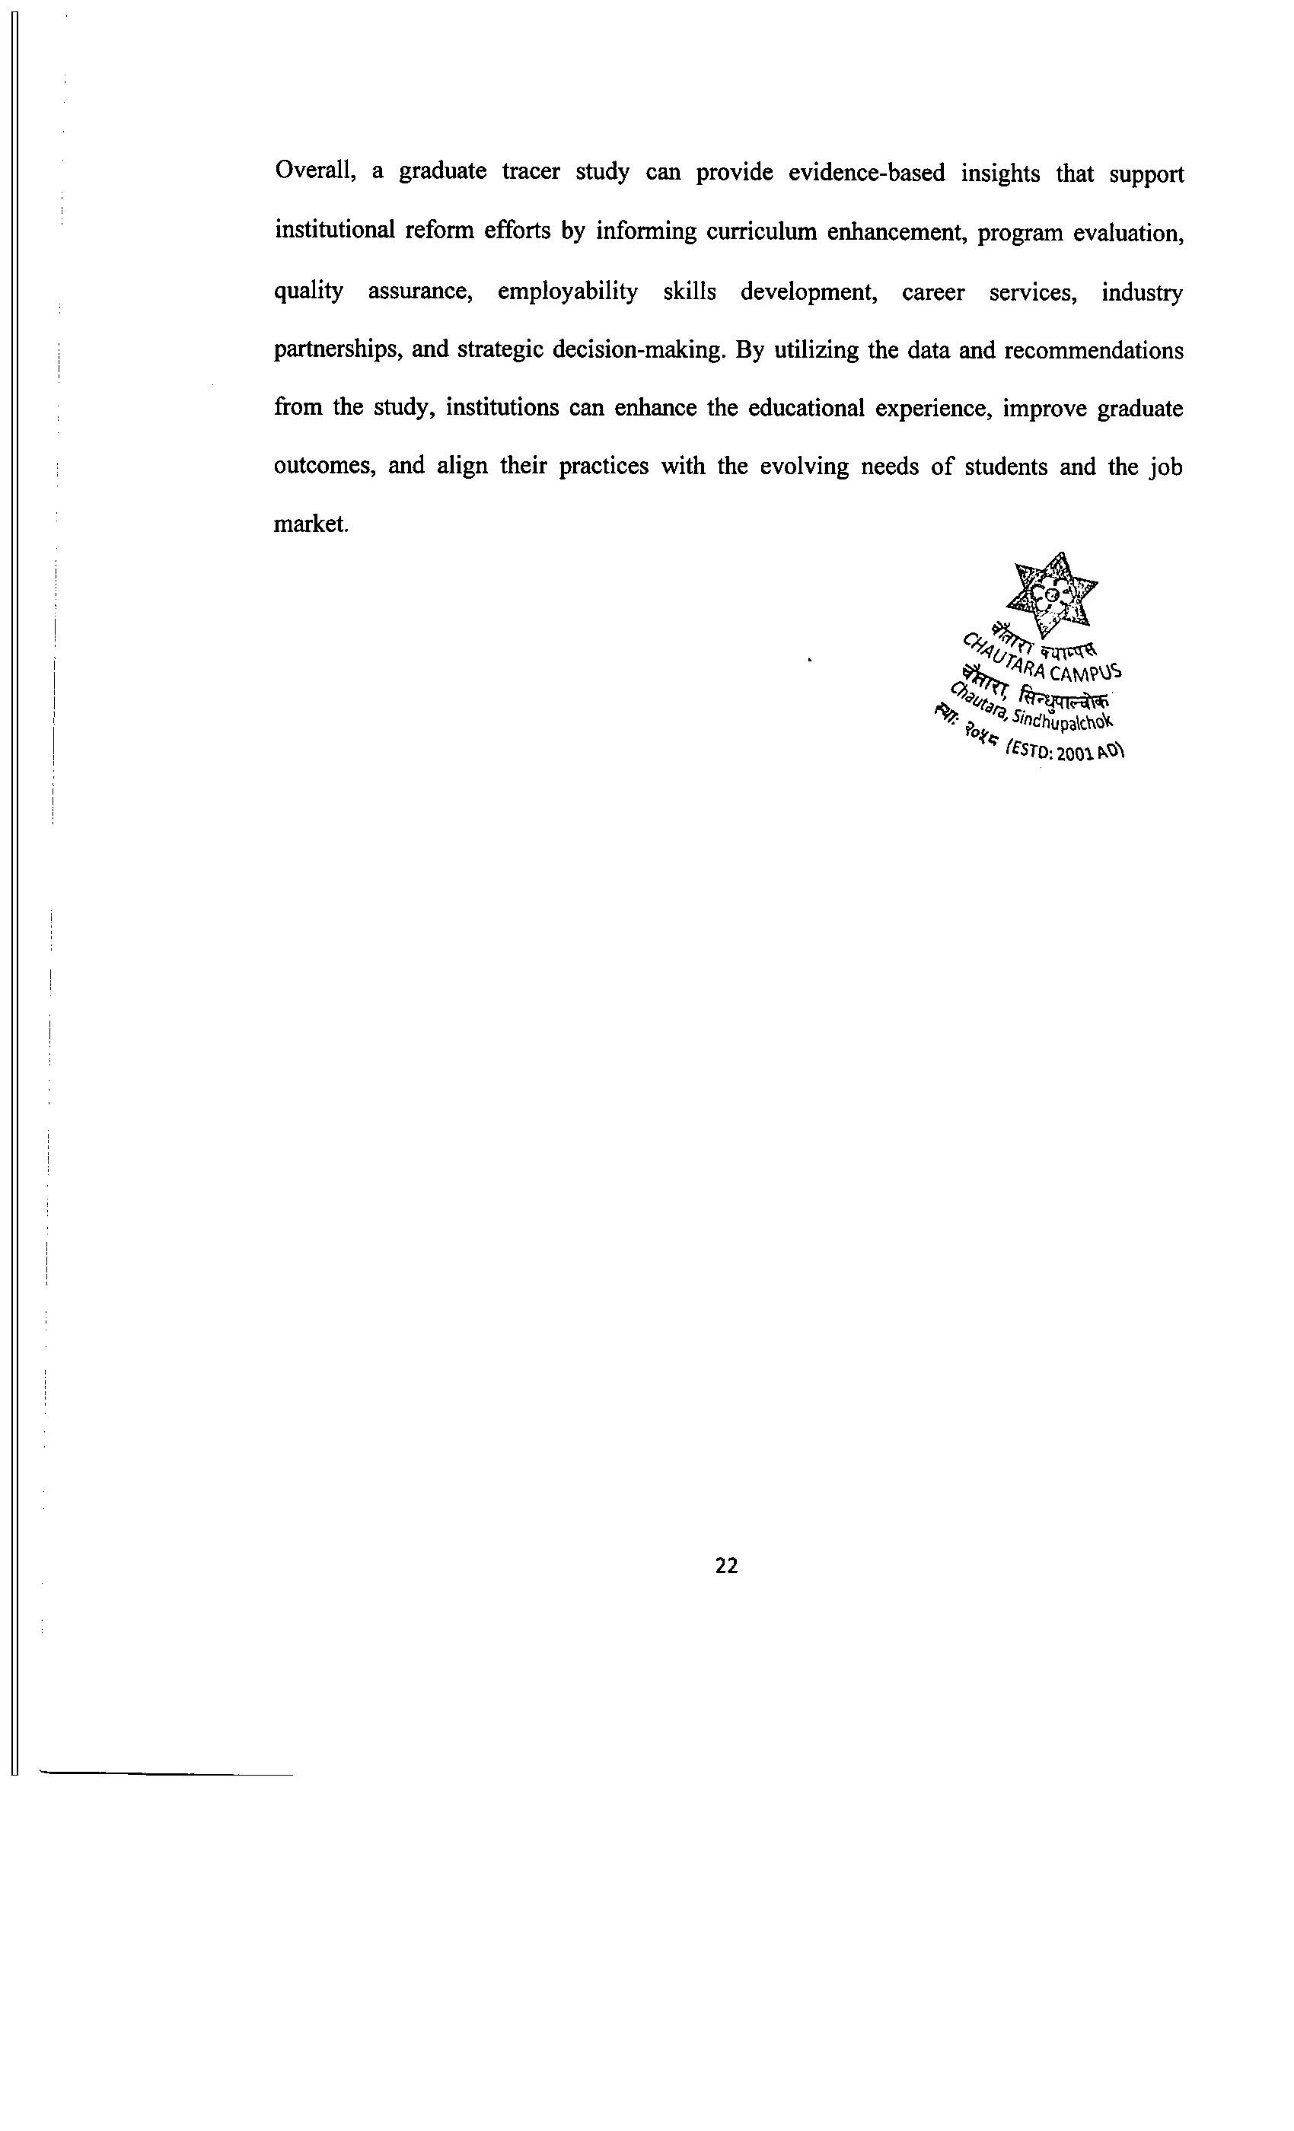 Overall, a graduate tracer study can provide evidence-based insights that support
institutional reform efforts by informing curriculum enhancement, program evaluation,
quality assurance, employability skills development, career services, industry
partnerships, and strategic decision-making. By utilizing the data and recommendations
from the study, institutions can enhance the educational experience, improve graduate
outcomes, and align their practices with the evolving needs of students and the job
market.
चौतारा क्याम्पस
CHAUTARA CAMPUS
चौतारा, सिन्धुपाल्चोक
Chautara, Sindhupalchok
स्था: २०५८ (ESTD: 2001 AD)
22